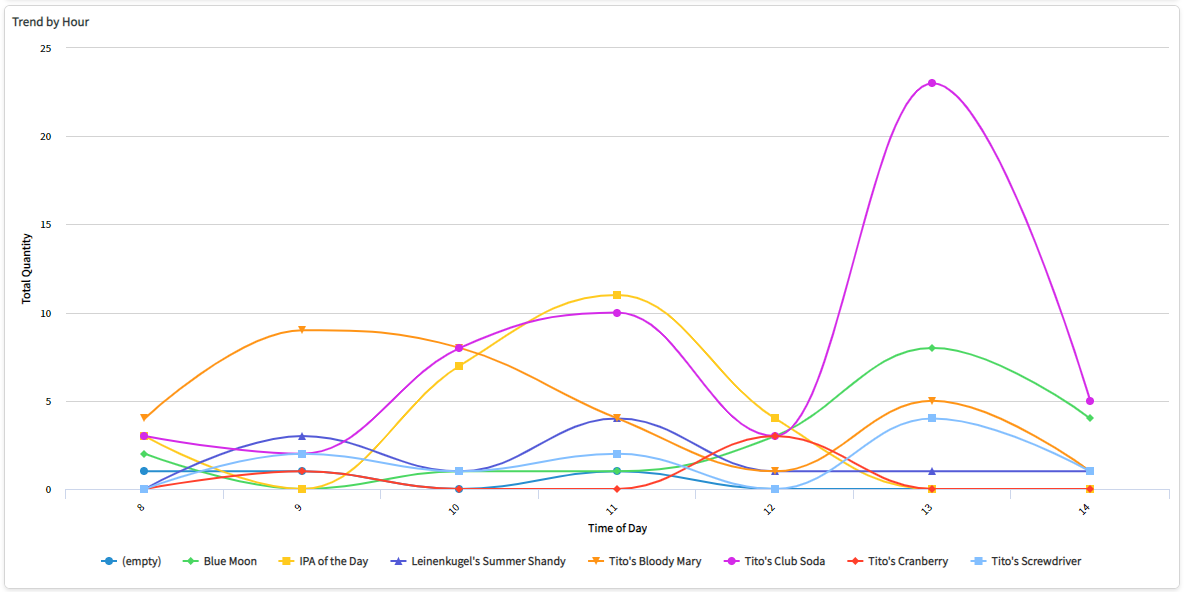 Trend by Hour
25
20
15
10
5
0
Total Quantity
8 9 10 11 12 13 14
Time of Day
(empty) Blue Moon IPA of the Day Leinenkugel's Summer Shandy Tito's Bloody Mary Tito's Club Soda Tito's Cranberry Tito's Screwdriver